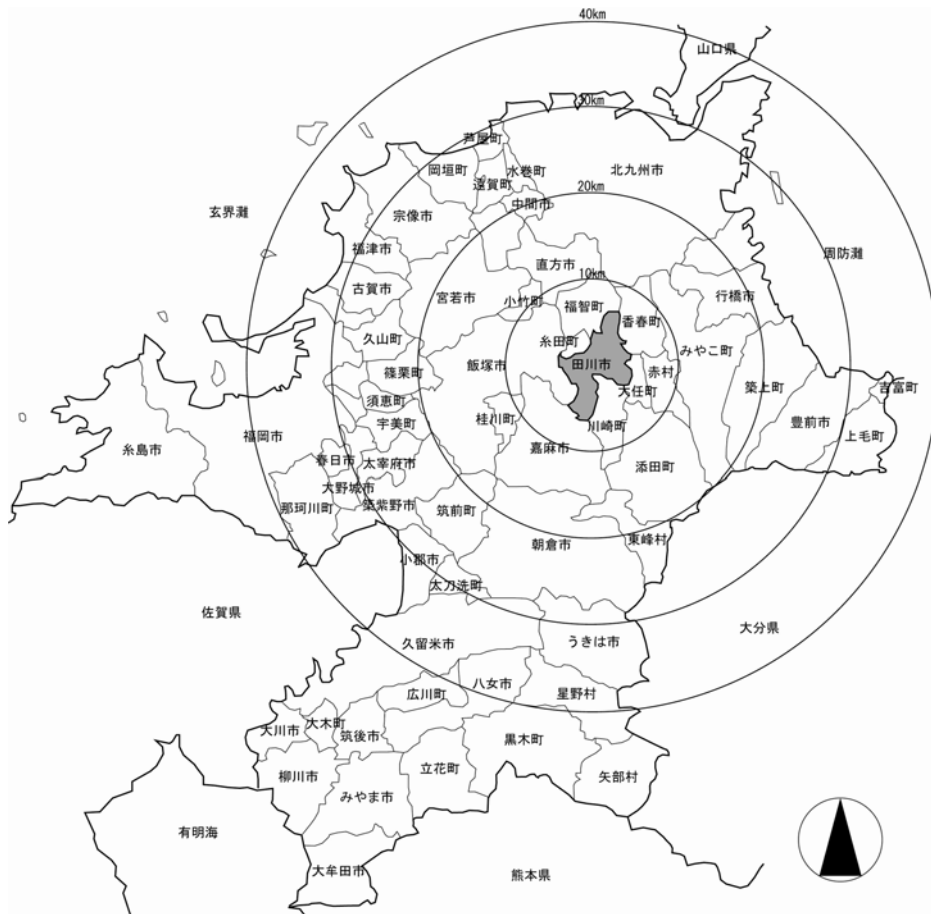 40km
山口県
30km
芦屋町
岡垣町
水巻町
遠賀町
北九州市
中間市
20km
玄界灘
宗像市
福津市
周防灘
直方市
10km
古賀市
宮若市
小竹町
福智町
行橋市
香春町
久山町
糸田町
みやこ町
篠栗町
飯塚市
田川市
赤村
築上町
吉富町
大任町
須恵町
桂川町
宇美町
川崎町
豊前市
上毛町
福岡市
糸島市
嘉麻市
春日市
太宰府市
添田町
大野城市
那珂川町
築紫野市
筑前町
朝倉市
東峰村
小郡市
太刀洗町
佐賀県
大分県
久留米市
うきは市
八女市
広川町
星野村
大川市
大木町
筑後市
黒木町
立花町
柳川市
矢部村
みやま市
有明海
大牟田市
熊本県